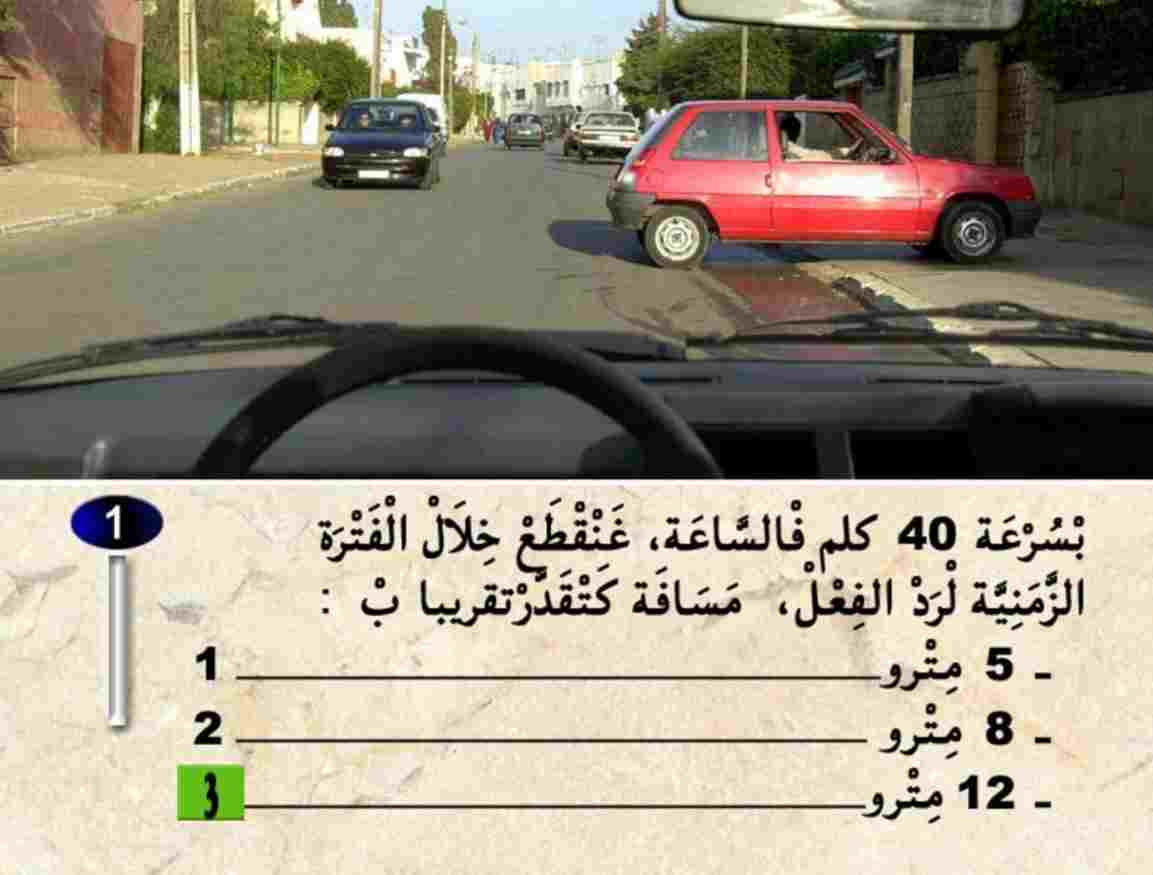 1
بْسُرْعَة 40 كلم فْالسَّاعَة، غَنْقْطَعْ خِلَالْ الْفَتْرَة
الزَّمَنِيَّة لْرَدْ الفِعْلْ، مَسَافَة كَتْقَدَّرْتقريبا بْ :
- 5 مِتْرو 1
- 8 مِتْرو 2
- 12 مِتْرو 3